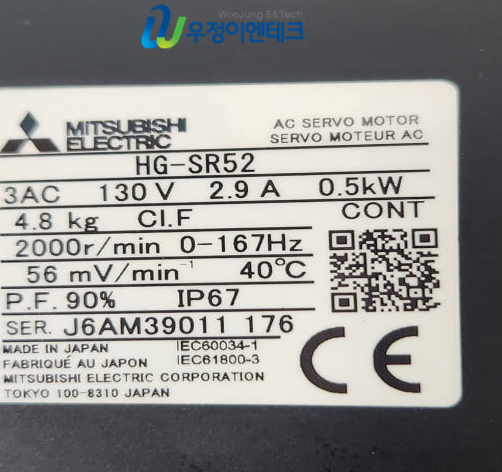 WooJung E&Tech
우정이엔테크
MITSUBISHI
ELECTRIC
AC SERVO MOTOR
SERVO MOTEUR AC
HG-SR52
3AC 130 V 2.9 A 0.5kW
4.8 kg CI.F CONT
2000r/min 0-167Hz
56 mV/min⁻¹ 40℃
P.F. 90% IP67
SER. J6AM39011 176
MADE IN JAPAN IEC60034-1
FABRIQUÉ AU JAPON IEC61800-3
MITSUBISHI ELECTRIC CORPORATION
TOKYO 100-8310 JAPAN
CE